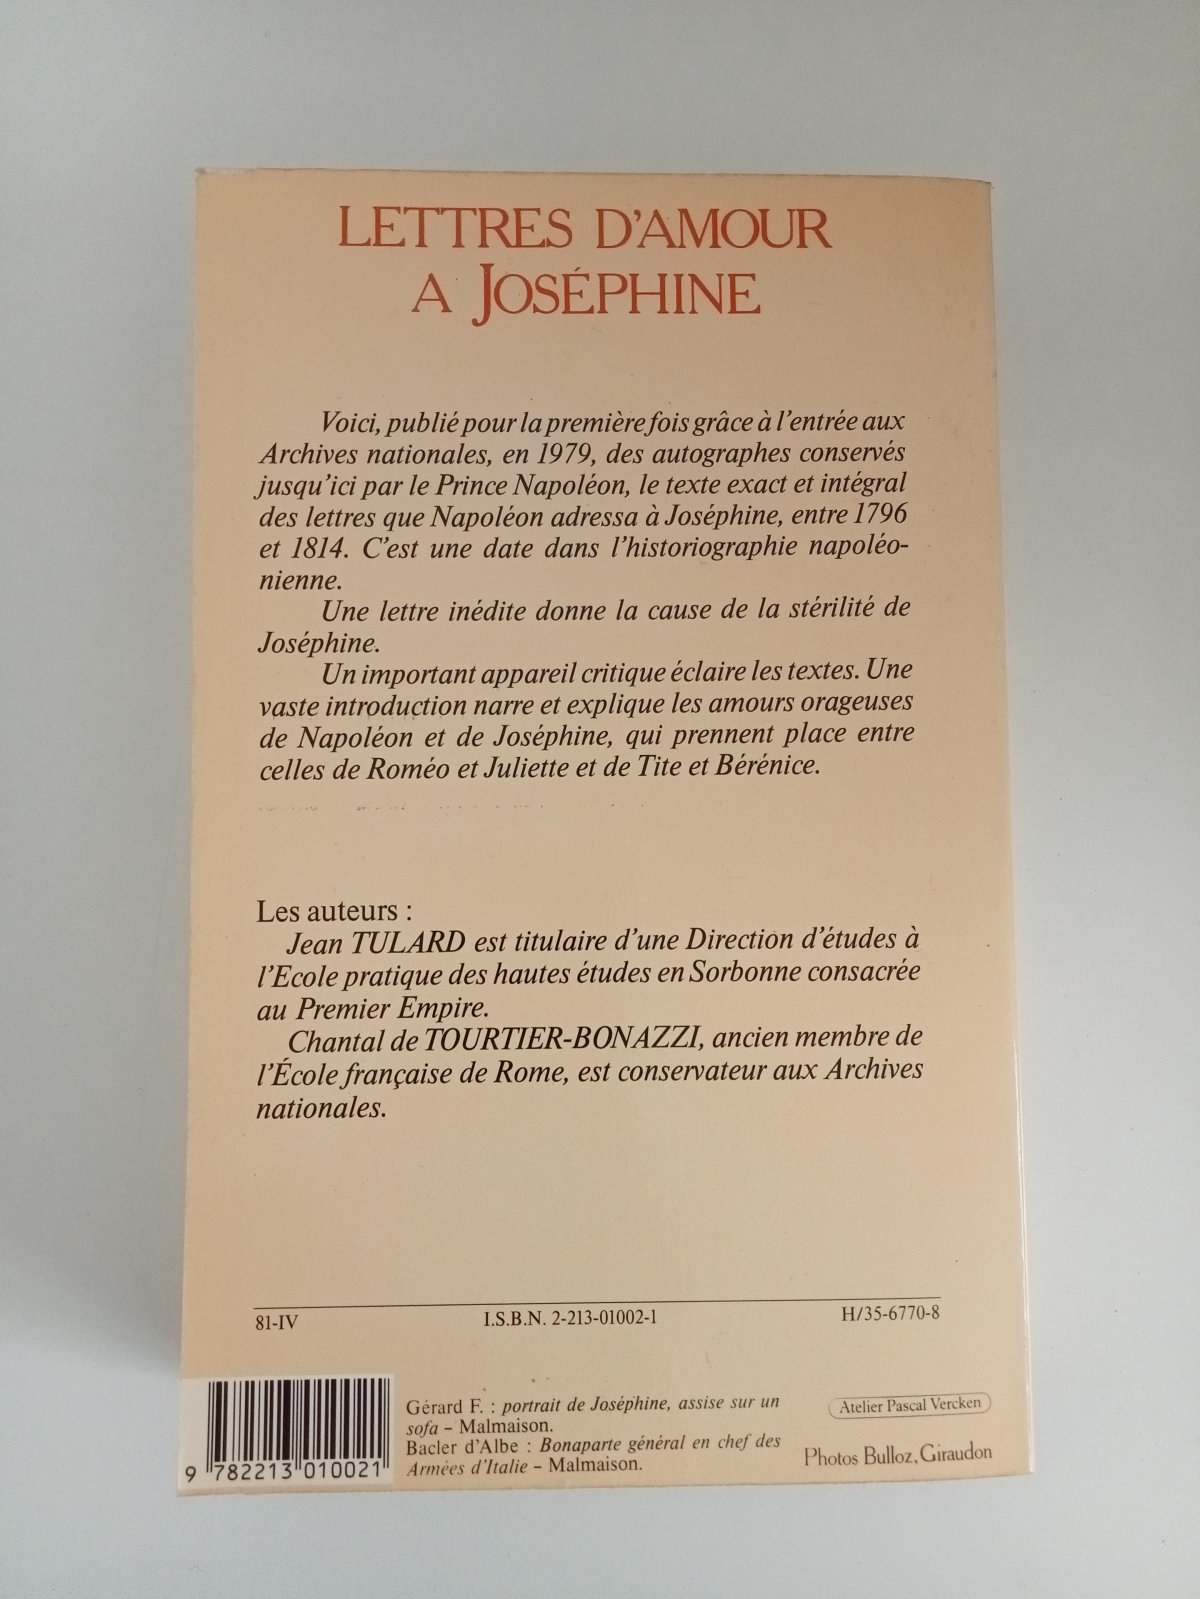 LETTRES D'AMOUR
A JOSÉPHINE
Voici, publié pour la première fois grâce à l'entrée aux
Archives nationales, en 1979, des autographes conservés
jusqu'ici par le Prince Napoléon, le texte exact et intégral
des lettres que Napoléon adressa à Joséphine, entre 1796
et 1814. C'est une date dans l'historiographie napoléo-
nienne.
Une lettre inédite donne la cause de la stérilité de
Joséphine.
Un important appareil critique éclaire les textes. Une
vaste introduction narre et explique les amours orageuses
de Napoléon et de Joséphine, qui prennent place entre
celles de Roméo et Juliette et de Tite et Bérénice.
Les auteurs :
Jean TULARD est titulaire d'une Direction d'études à
l'Ecole pratique des hautes études en Sorbonne consacrée
au Premier Empire.
Chantal de TOURTIER-BONAZZI, ancien membre de
l'École française de Rome, est conservateur aux Archives
nationales.
81-IV I.S.B.N. 2-213-01002-1 H/35-6770-8
Gérard F. : portrait de Joséphine, assise sur un
sofa – Malmaison.
Bacler d'Albe : Bonaparte général en chef des
Armées d'Italie – Malmaison.
Atelier Pascal Vercken
Photos Bulloz, Giraudon
9 782213 010021